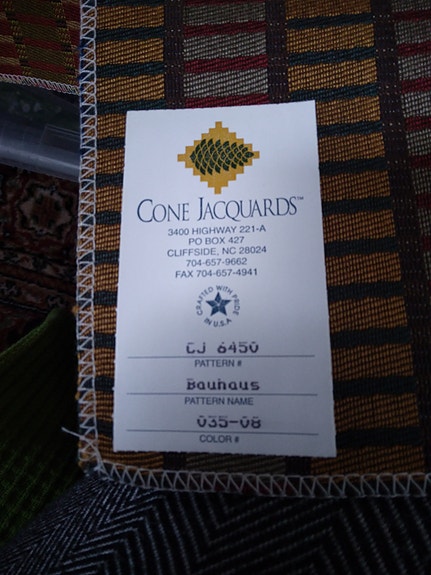 CONE JACQUARDS™
3400 HIGHWAY 221-A
PO BOX 427
CLIFFSIDE, NC 28024
704-657-9662
FAX 704-657-4941
CRAFTED WITH PRIDE
IN U.S.A
CJ 6450
PATTERN #
Bauhaus
PATTERN NAME
035-08
COLOR #